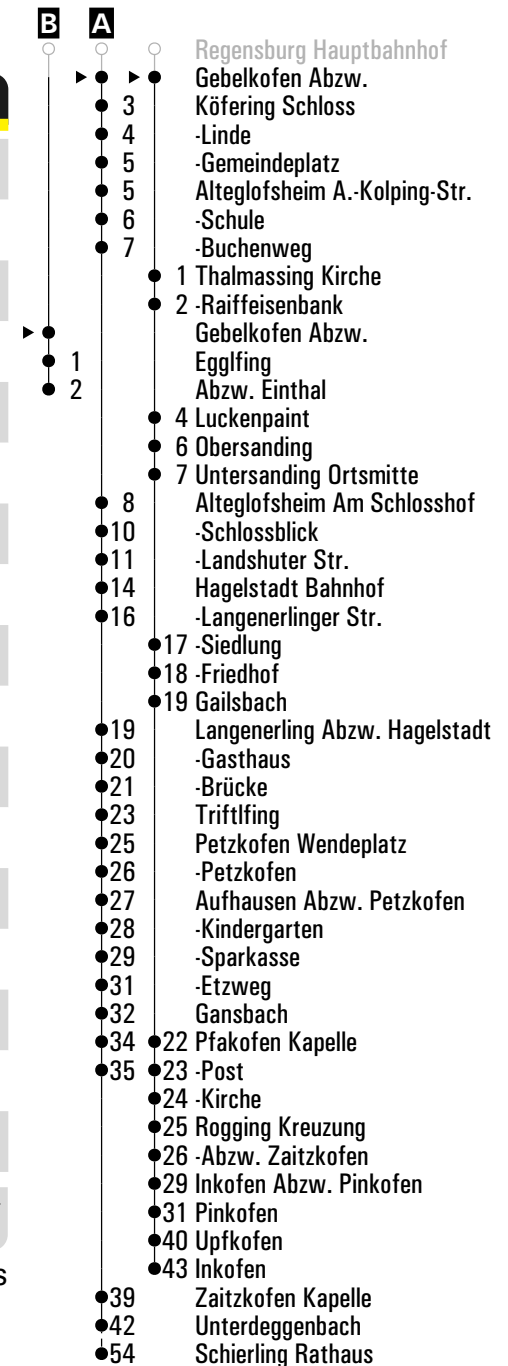 B A
Regensburg Hauptbahnhof
Gebelkofen Abzw.
3 Köfering Schloss
4 -Linde
5 -Gemeindeplatz
5 Alteglofsheim A.-Kolping-Str.
6 -Schule
7 -Buchenweg
1 Thalmassing Kirche
2 -Raiffeisenbank
Gebelkofen Abzw.
1 Egglfing
2 Abzw. Einthal
4 Luckenpaint
6 Obersanding
7 Untersanding Ortsmitte
8 Alteglofsheim Am Schlosshof
10 -Schlossblick
11 -Landshuter Str.
14 Hagelstadt Bahnhof
16 -Langenerlinger Str.
17 -Siedlung
18 -Friedhof
19 Gailsbach
19 Langenerling Abzw. Hagelstadt
20 -Gasthaus
21 -Brücke
23 Triftlfing
25 Petzkofen Wendeplatz
26 -Petzkofen
27 Aufhausen Abzw. Petzkofen
28 -Kindergarten
29 -Sparkasse
31 -Etzweg
32 Gansbach
34 22 Pfakofen Kapelle
35 23 -Post
24 -Kirche
25 Rogging Kreuzung
26 -Abzw. Zaitzkofen
29 Inkofen Abzw. Pinkofen
31 Pinkofen
40 Upfkofen
43 Inkofen
s
39 Zaitzkofen Kapelle
42 Unterdeggenbach
54 Schierling Rathaus